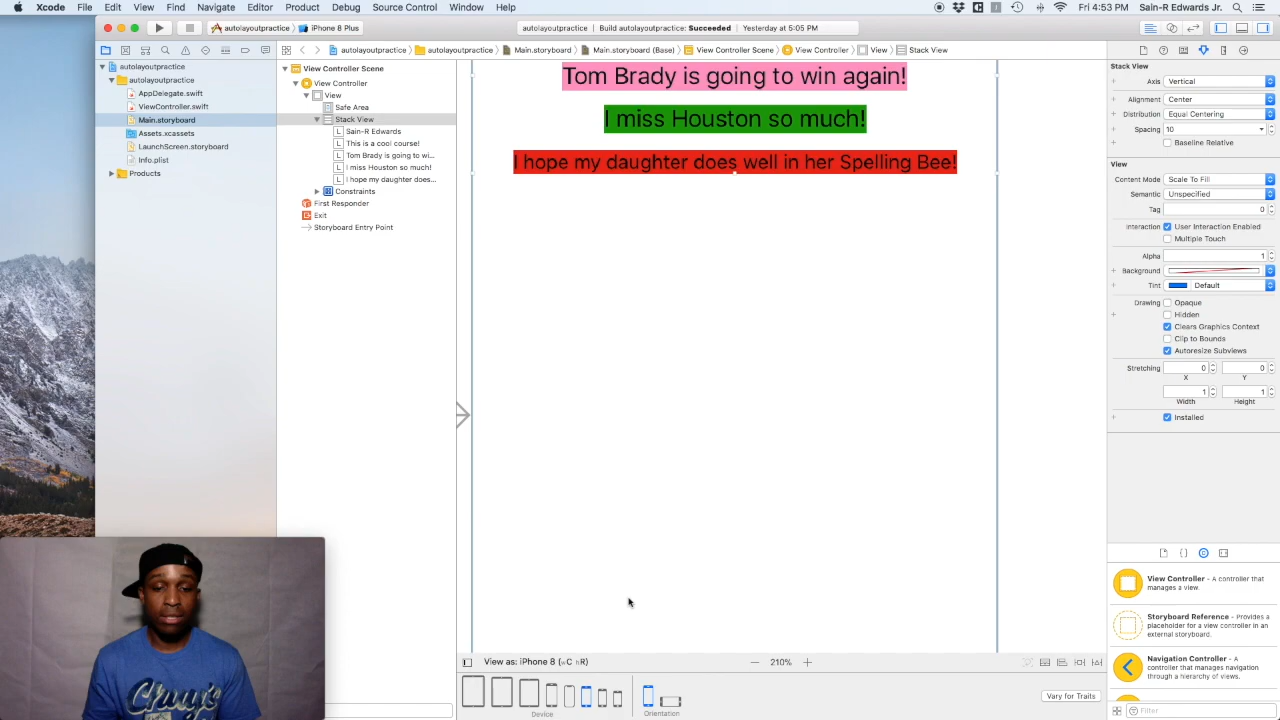 Xcode File Edit View Find Navigate Editor Product Debug Source Control Window Help
Fri 4:53 PM Sain-R Edwards Jr.
autolayoutpractice iPhone 8 Plus
autolayoutpractice | Build autolayoutpractice: Succeeded | Yesterday at 5:05 PM
autolayoutpractice autolayoutpractice Main.storyboard Main.storyboard (Base) View Controller Scene View Controller View Stack View
autolayoutpractice
autolayoutpractice
AppDelegate.swift
ViewController.swift
Main.storyboard
Assets.xcassets
LaunchScreen.storyboard
Info.plist
Products
View Controller Scene
View Controller
View
Safe Area
Stack View
L Sain-R Edwards
L This is a cool course!
L Tom Brady is going to wi...
L I miss Houston so much!
L I hope my daughter does...
Constraints
First Responder
Exit
Storyboard Entry Point
Tom Brady is going to win again!
I miss Houston so much!
I hope my daughter does well in her Spelling Bee!
View as: iPhone 8 (wC hR)
210%
Device
Orientation
Vary for Traits
Stack View
Axis Vertical
Alignment Center
Distribution Equal Centering
Spacing 10
Baseline Relative
View
Content Mode Scale To Fill
Semantic Unspecified
Tag 0
Interaction User Interaction Enabled
Multiple Touch
Alpha 1
Background
Tint Default
Drawing Opaque
Hidden
Clears Graphics Context
Clip to Bounds
Autoresize Subviews
Stretching 0 0
X Y
1 1
Width Height
Installed
View Controller - A controller that
manages a view.
Storyboard Reference - Provides a
placeholder for a view controller in an
external storyboard.
Navigation Controller - A
controller that manages navigation
through a hierarchy of views.
Filter
Chuy's